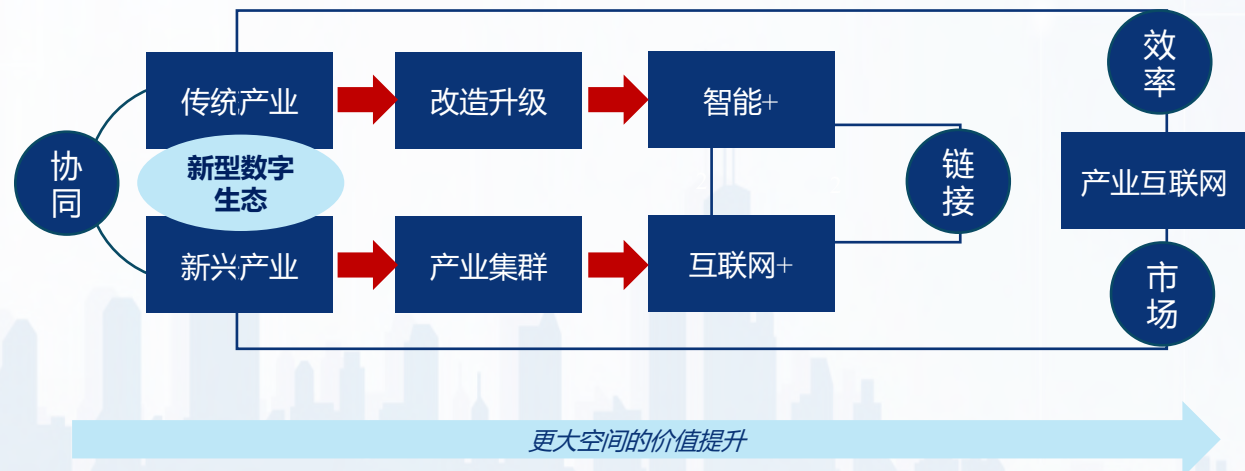 效
率
传统产业
改造升级
智能+
协
同
新型数字
生态
链
接
产业互联网
新兴产业
产业集群
互联网+
市
场
更大空间的价值提升